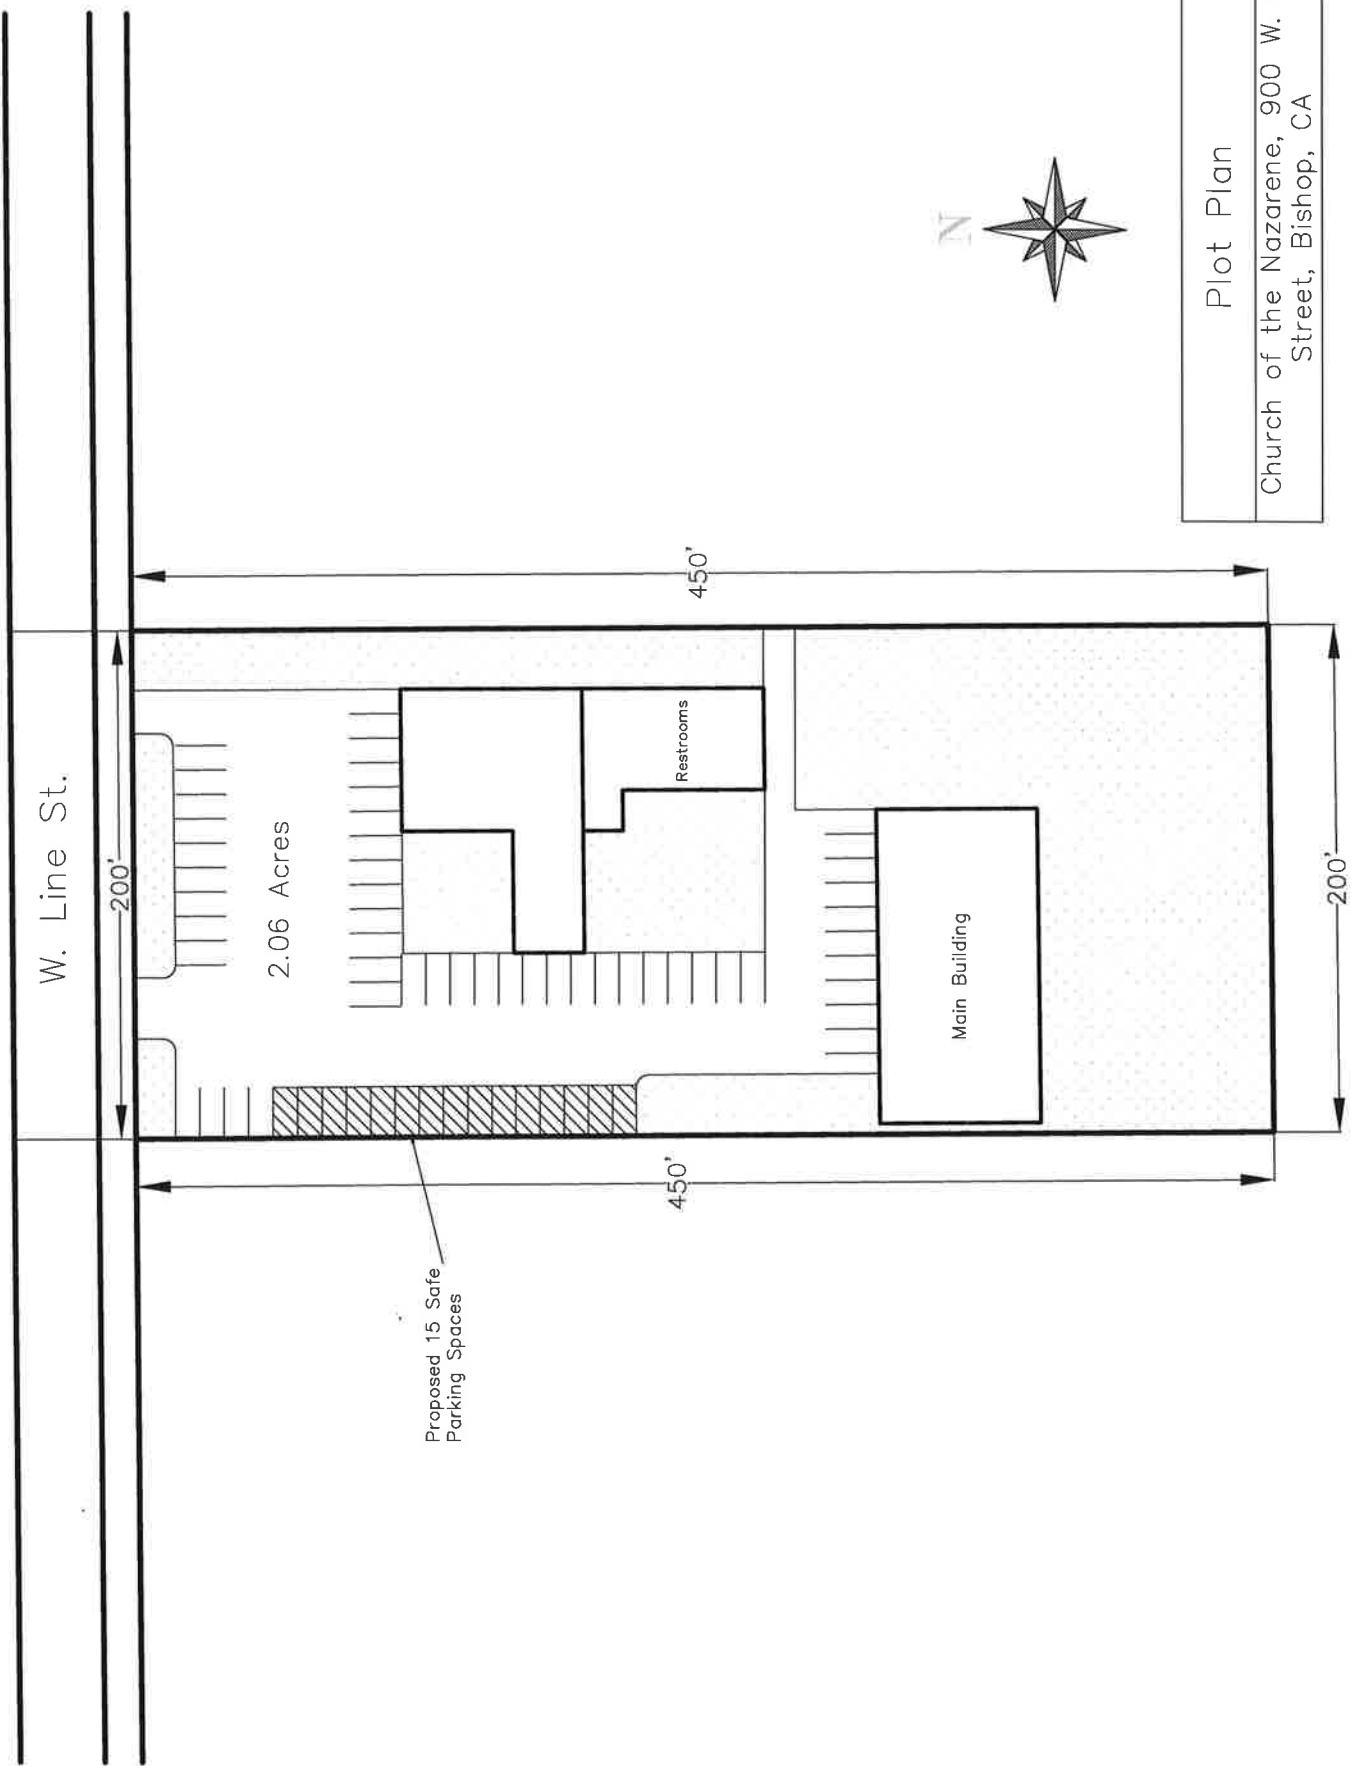 W. Line St.
200'
2.06 Acres
450'
450'
Restrooms
Main Building
Proposed 15 Safe
Parking Spaces
200'
N
Plot Plan
Church of the Nazarene, 900 W.
Street, Bishop, CA